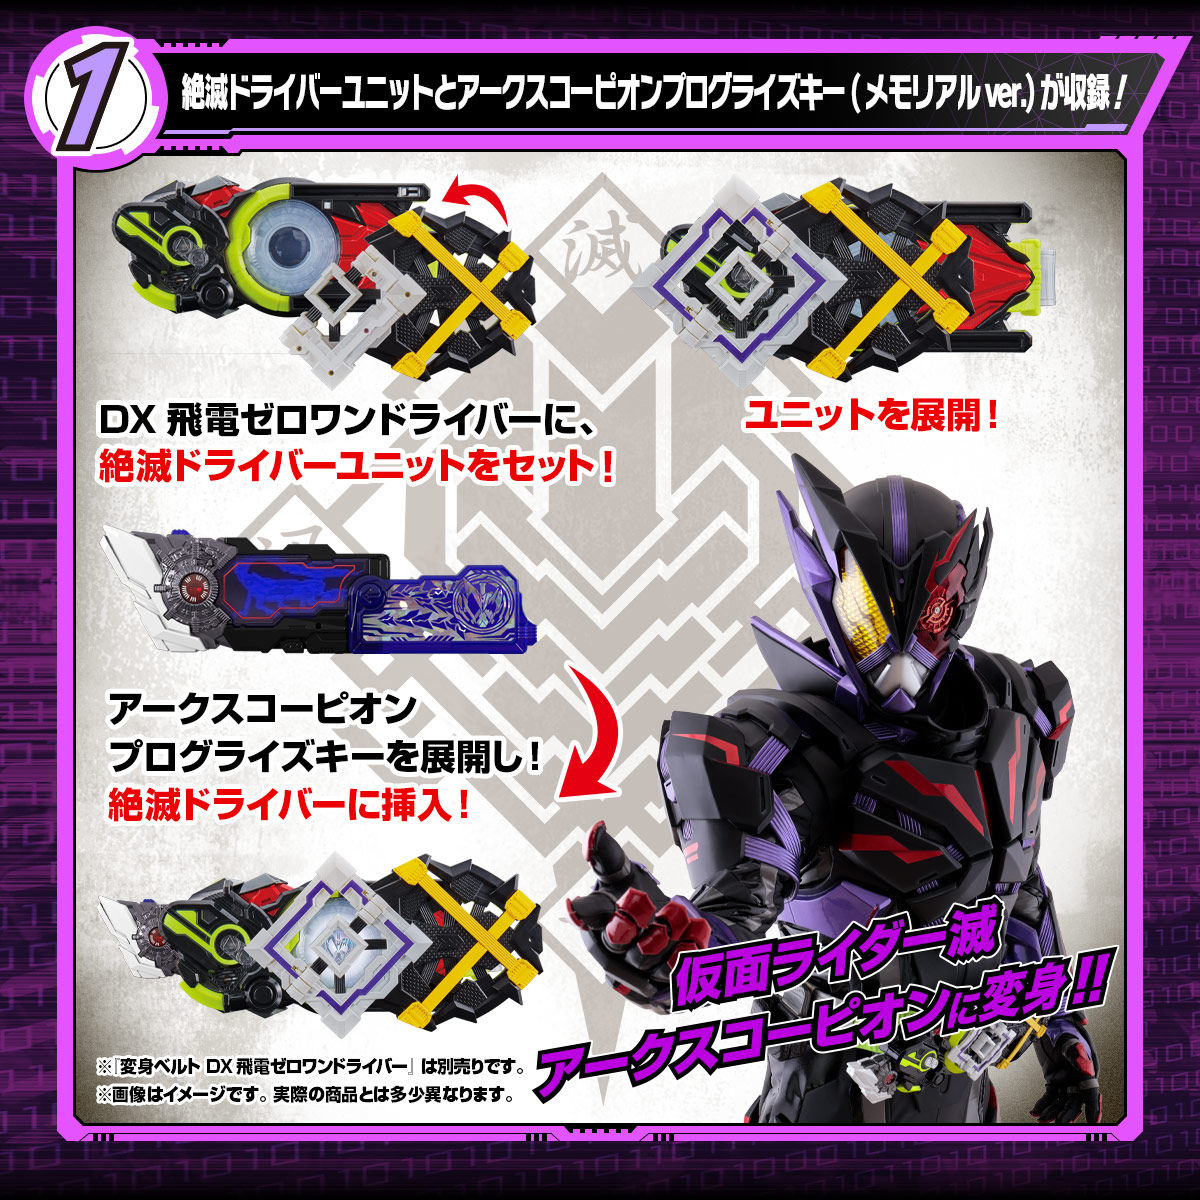 1
絶滅ドライバーユニットとアークスコーピオンプログライズキー(メモリアルver.)が収録!
滅
DX 飛電ゼロワンドライバーに、
絶滅ドライバーユニットをセット!
ユニットを展開!
アークスコーピオン
プログライズキーを展開し!
絶滅ドライバーに挿入!
仮面ライダー滅
アークスコーピオンに変身!!
※『変身ベルト DX 飛電ゼロワンドライバー』は別売りです。
※画像はイメージです。実際の商品とは多少異なります。